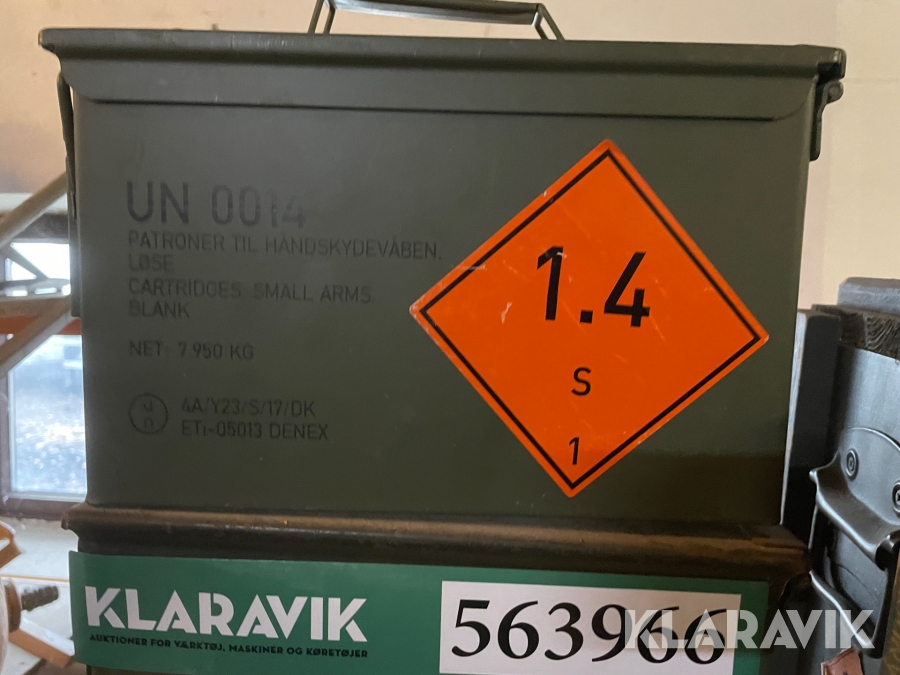 UN 0014
PATRONER TIL HÅNDSKYDEVÅBEN,
LØSE
CARTRIDGES, SMALL ARMS,
BLANK
NET: 7.950 KG
u
n
4A/Y23/S/17/DK
ETi-05013 DENEX
1.4
S
1
KLARAVIK
AUKTIONER FOR VÆRKTØJ, MASKINER OG KØRETØJER
563966
KLARAVIK